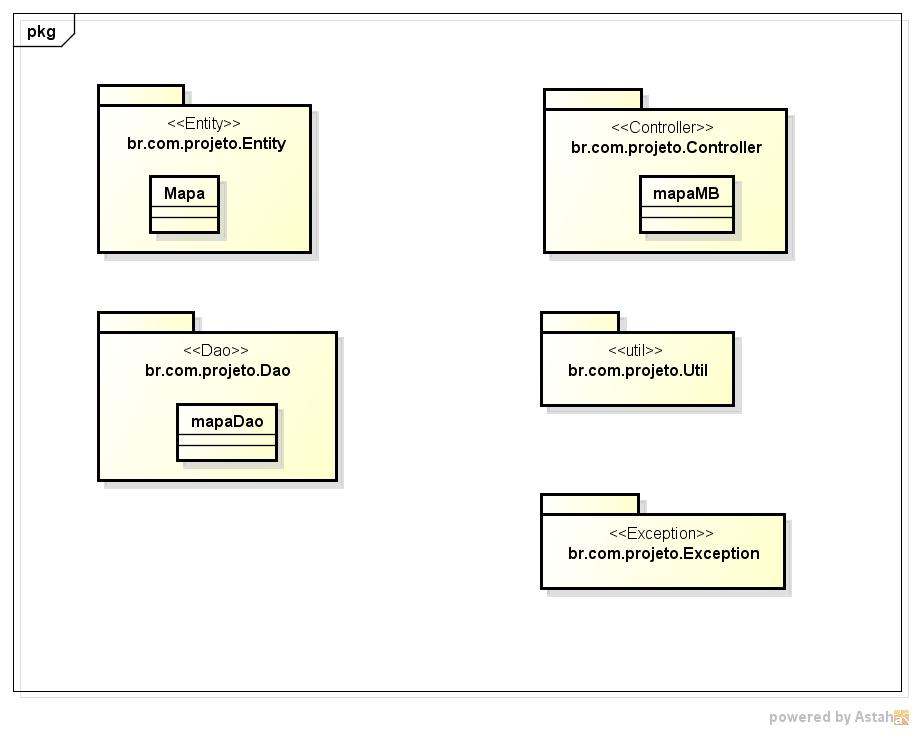 pkg
<<Entity>>
br.com.projeto.Entity
Mapa
<<Controller>>
br.com.projeto.Controller
mapaMB
<<Dao>>
br.com.projeto.Dao
mapaDao
<<util>>
br.com.projeto.Util
<<Exception>>
br.com.projeto.Exception
powered by Astah